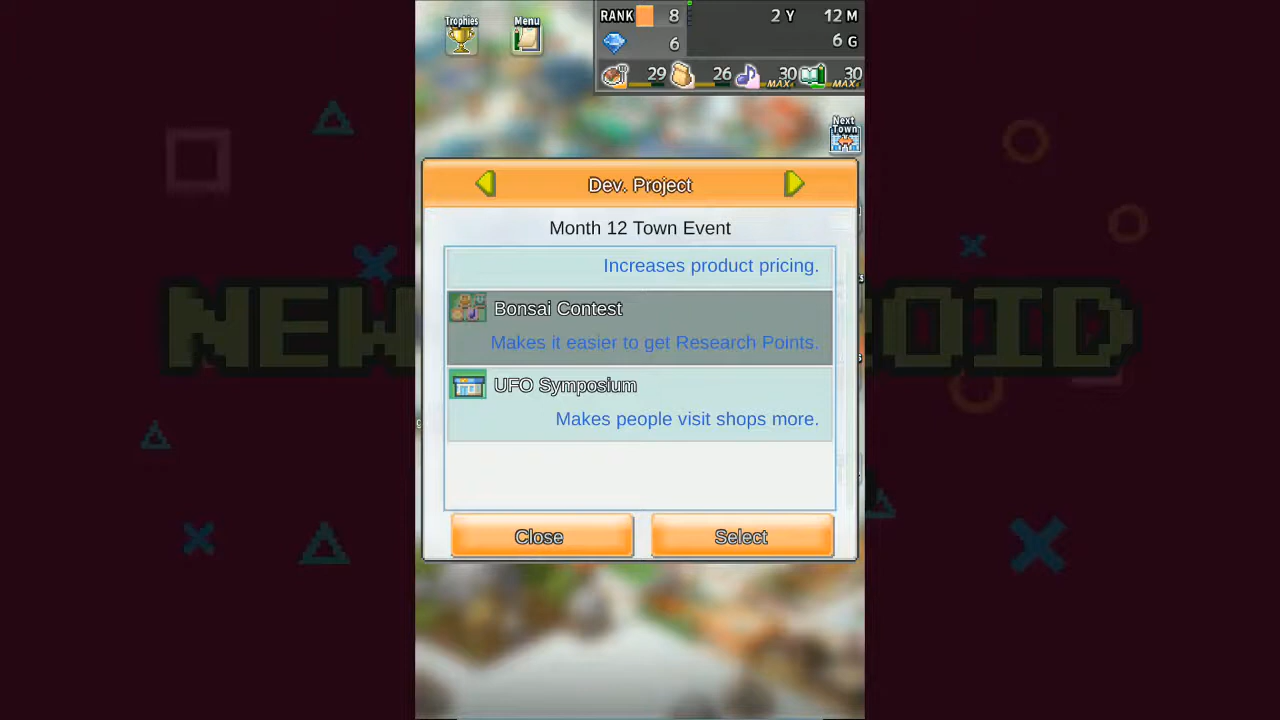 Trophies
Menu
RANK 8
2 Y 12 M
6
6 G
29 26 30 MAX 30 MAX
Next Town
Dev. Project
Month 12 Town Event
Increases product pricing.
Bonsai Contest
Makes it easier to get Research Points.
UFO Symposium
Makes people visit shops more.
Close
Select
NEW
OID